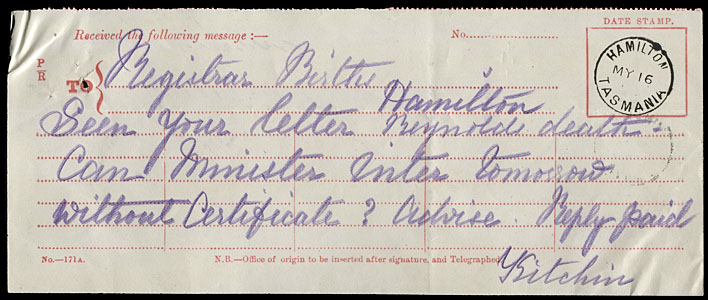 DATE STAMP.
Received the following message :— No.
HAMILTON
MY 16
TASMANIA
P
R
TO
Registrar Births
Hamilton
Seen Your letter Reynolds death
Can Minister inter tomorrow
without Certificate ? Advise. Reply paid
Kitchin
No.—171A.
N.B.—Office of origin to be inserted after signature, and Telegraphed